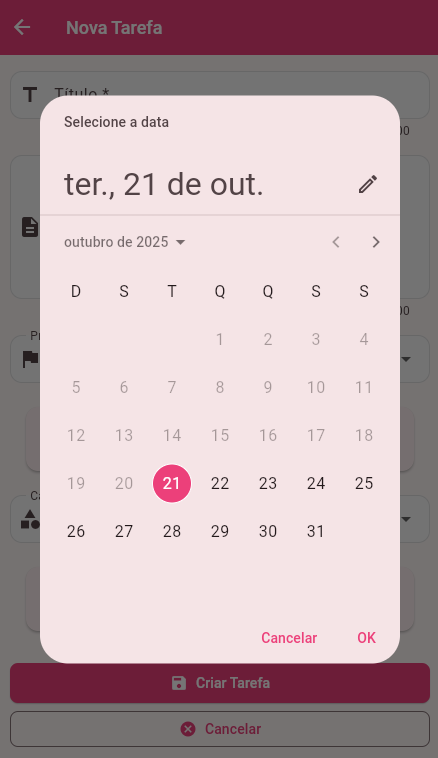 Nova Tarefa
Título *
00
Selecione a data
ter., 21 de out.
outubro de 2025
D S T Q Q S S
1 2 3 4
5 6 7 8 9 10 11
12 13 14 15 16 17 18
19 20 21 22 23 24 25
26 27 28 29 30 31
00
Cancelar OK
Criar Tarefa
Cancelar